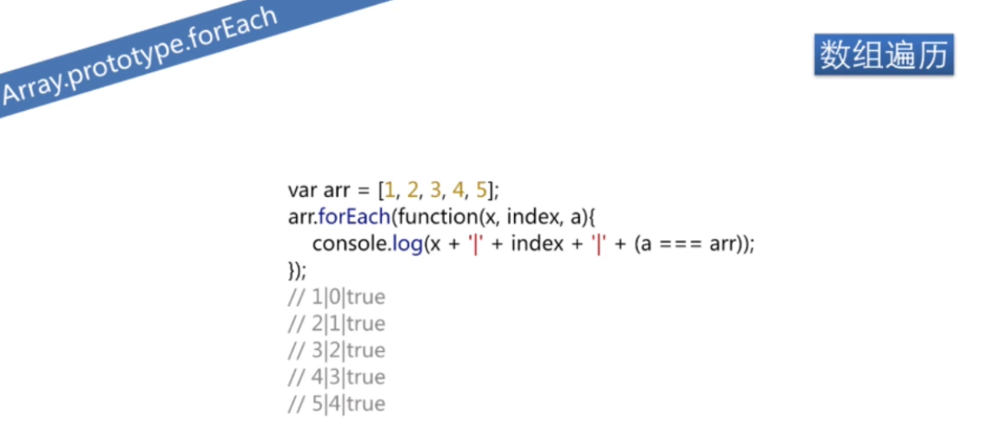 Array.prototype.forEach
数组遍历
var arr = [1, 2, 3, 4, 5];
arr.forEach(function(x, index, a){
    console.log(x + '|' + index + '|' + (a === arr));
});
// 1|0|true
// 2|1|true
// 3|2|true
// 4|3|true
// 5|4|true